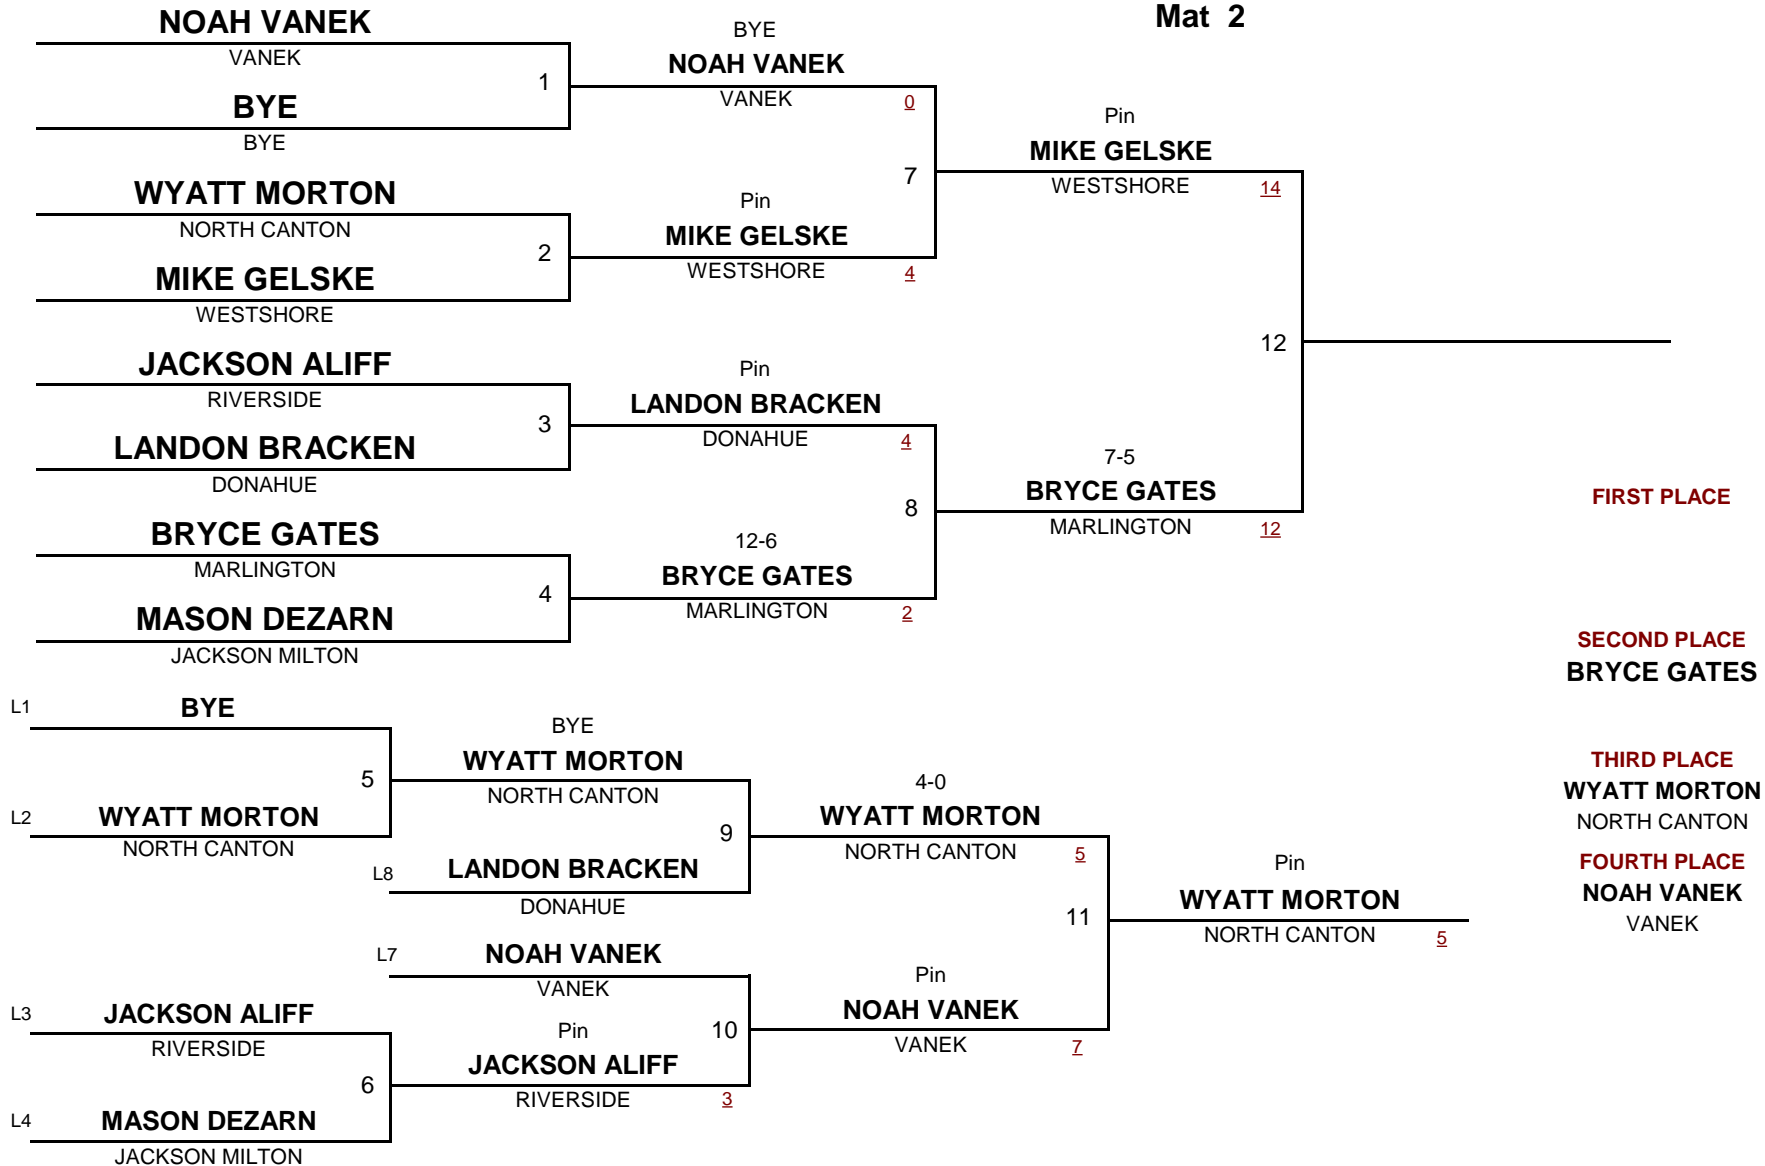 Mat 2
NOAH VANEK
VANEK
1
BYE
BYE
BYE
NOAH VANEK
VANEK
0
WYATT MORTON
NORTH CANTON
2
MIKE GELSKE
WESTSHORE
Pin
MIKE GELSKE
WESTSHORE
4
7
Pin
MIKE GELSKE
WESTSHORE
14
JACKSON ALIFF
RIVERSIDE
3
LANDON BRACKEN
DONAHUE
Pin
LANDON BRACKEN
DONAHUE
4
BRYCE GATES
MARLINGTON
4
MASON DEZARN
JACKSON MILTON
12-6
BRYCE GATES
MARLINGTON
2
8
7-5
BRYCE GATES
MARLINGTON
12
12
FIRST PLACE
SECOND PLACE
BRYCE GATES
THIRD PLACE
WYATT MORTON
NORTH CANTON
FOURTH PLACE
NOAH VANEK
VANEK
L1
BYE
5
L2
WYATT MORTON
NORTH CANTON
BYE
WYATT MORTON
NORTH CANTON
9
L8
LANDON BRACKEN
DONAHUE
4-0
WYATT MORTON
NORTH CANTON
5
L7
NOAH VANEK
VANEK
10
L3
JACKSON ALIFF
RIVERSIDE
6
L4
MASON DEZARN
JACKSON MILTON
Pin
JACKSON ALIFF
RIVERSIDE
3
Pin
NOAH VANEK
VANEK
7
11
Pin
WYATT MORTON
NORTH CANTON
5